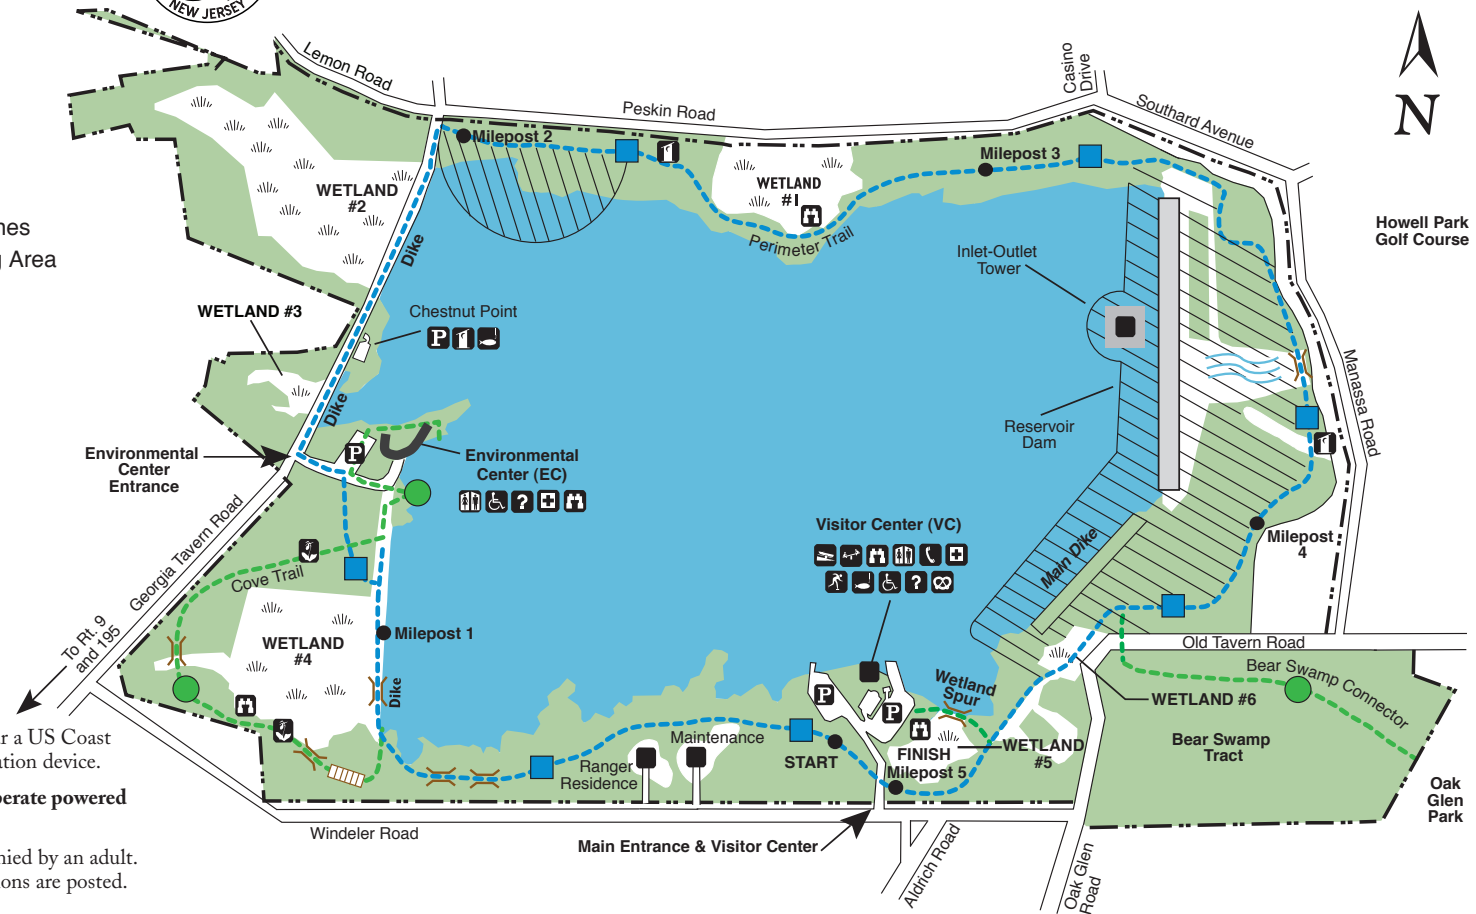 NEW JERSEY
Lemon Road
Peskin Road
Casino
Drive
Southard Avenue
N
Milepost 2
Milepost 3
WETLAND
#2
WETLAND
#1
Perimeter Trail
Howell Park
Golf Course
nes
g Area
Dike
Inlet-Outlet
Tower
WETLAND #3
Chestnut Point
P
Manassa Road
Dike
Reservoir
Dam
Environmental
Center
Entrance
P
Environmental
Center (EC)
?
Visitor Center (VC)
?
Main Dike
Milepost
4
Georgia Tavern Road
Cove Trail
To Rt. 9
and 195
WETLAND
#4
Milepost 1
Old Tavern Road
Bear Swamp Connector
Dike
P
P
Wetland
Spur
WETLAND #6
r a US Coast
ation device.
Maintenance
START
FINISH
Milepost 5
WETLAND
#5
Bear Swamp
Tract
Ranger
Residence
perate powered
Oak
Glen
Park
Windeler Road
Main Entrance & Visitor Center
nied by an adult.
ions are posted.
Aldrich Road
Oak Glen
Road